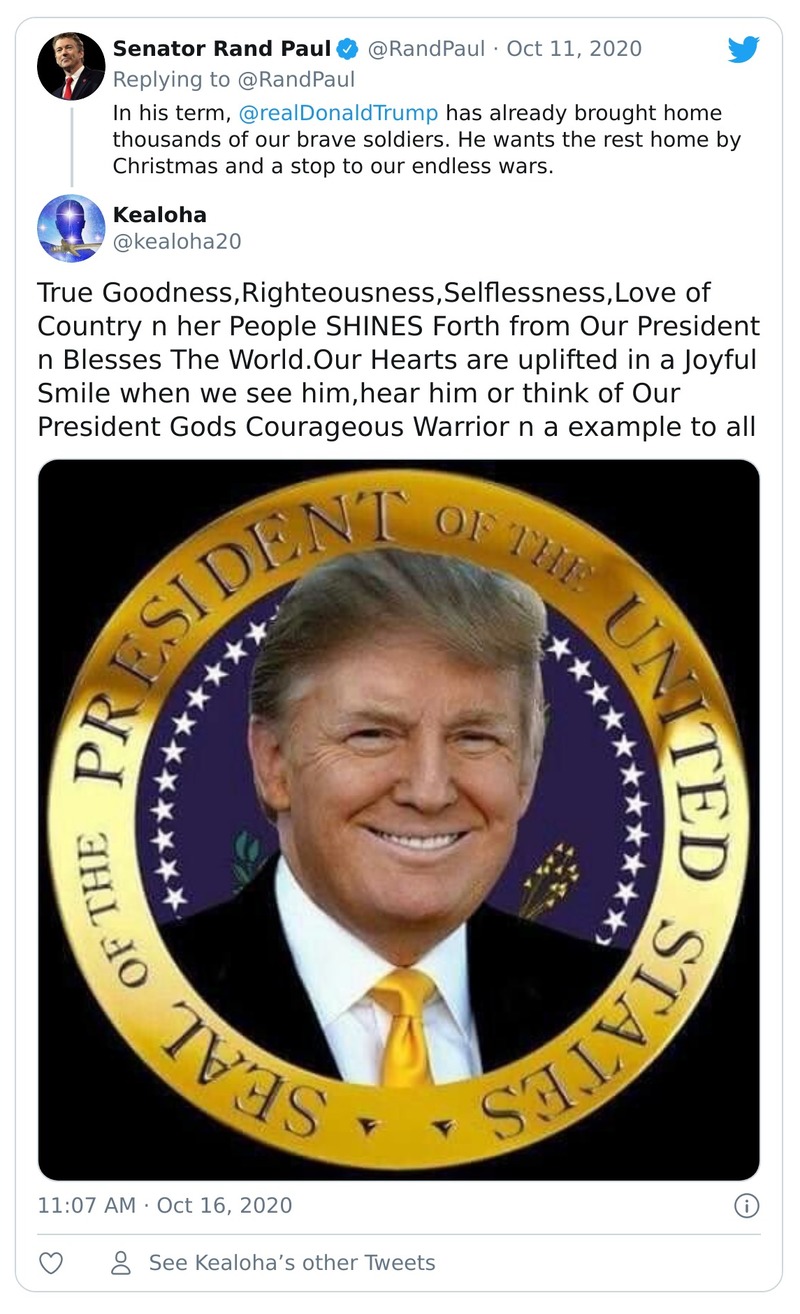 Senator Rand Paul @RandPaul · Oct 11, 2020
Replying to @RandPaul
In his term, @realDonaldTrump has already brought home
thousands of our brave soldiers. He wants the rest home by
Christmas and a stop to our endless wars.
Kealoha
@kealoha20
True Goodness,Righteousness,Selflessness,Love of
Country n her People SHINES Forth from Our President
n Blesses The World.Our Hearts are uplifted in a Joyful
Smile when we see him,hear him or think of Our
President Gods Courageous Warrior n a example to all
SEAL OF THE PRESIDENT OF THE UNITED STATES
11:07 AM · Oct 16, 2020
See Kealoha’s other Tweets